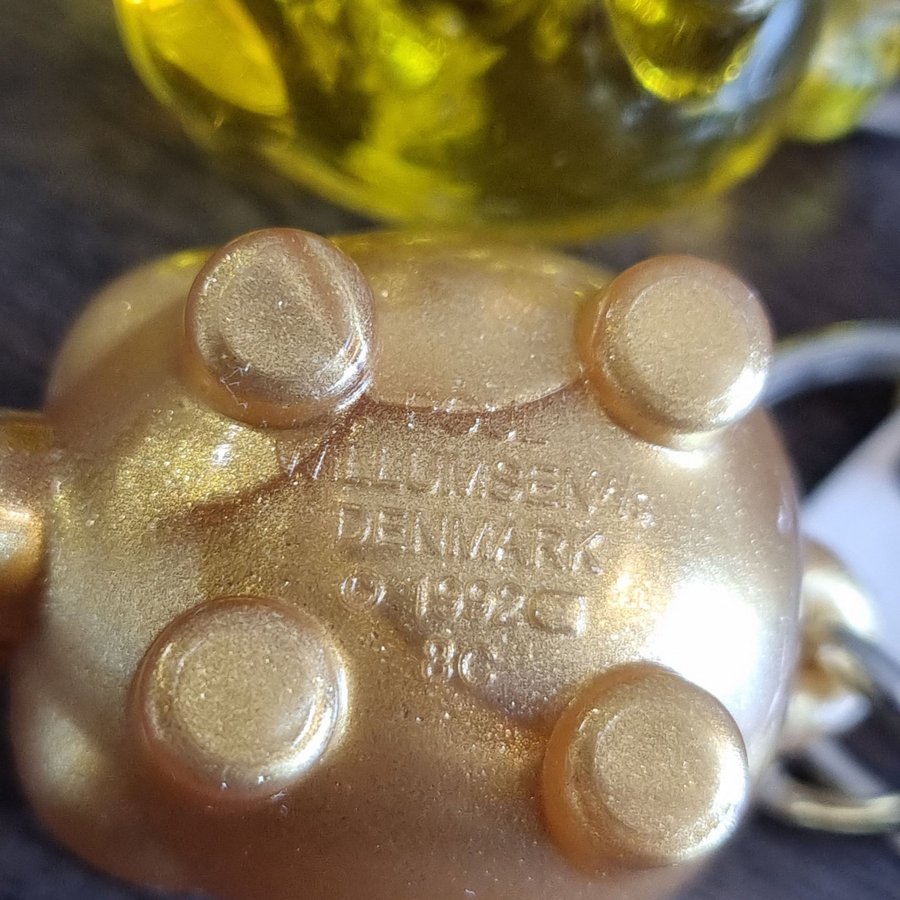 WILLUMSEN
DENMARK
© 1992
8G